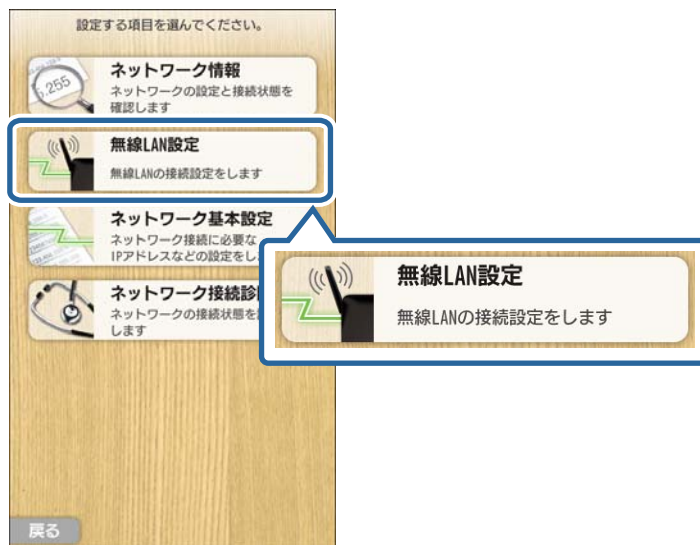 設定する項目を選んでください。
5.255
ネットワーク情報
ネットワークの設定と接続状態を
確認します
無線LAN設定
無線LANの接続設定をします
ネットワーク基本設定
ネットワーク接続に必要な
IPアドレスなどの設定をし
ネットワーク接続診
ネットワークの接続状態を
します
無線LAN設定
無線LANの接続設定をします
戻る